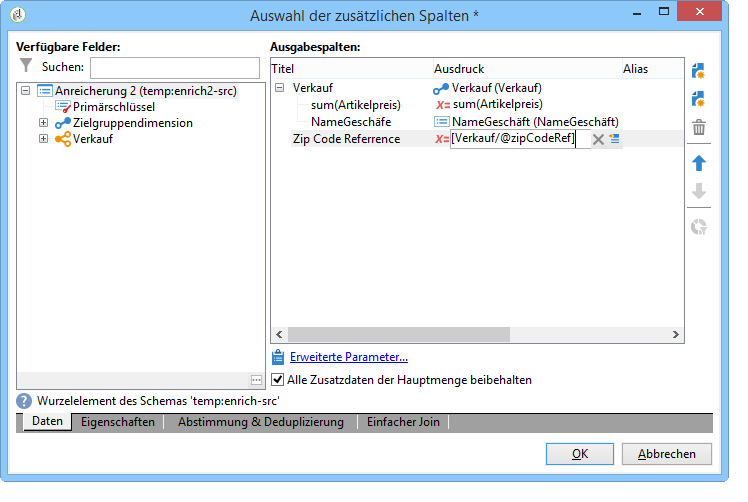 Auswahl der zusätzlichen Spalten *
Verfügbare Felder:
Suchen:
Anreicherung 2 (temp:enrich2-src)
Primärschlüssel
Zielgruppendimension
Verkauf
Ausgabespalten:
Titel Ausdruck Alias
Verkauf Verkauf (Verkauf)
sum(Artikelpreis) x= sum(Artikelpreis)
NameGeschäfe NameGeschäft (NameGeschäft)
Zip Code Referrence x= [Verkauf/@zipCodeRef]
Erweiterte Parameter...
Alle Zusatzdaten der Hauptmenge beibehalten
Wurzelelement des Schemas 'temp:enrich-src'
Daten Eigenschaften Abstimmung & Deduplizierung Einfacher Join
OK Abbrechen